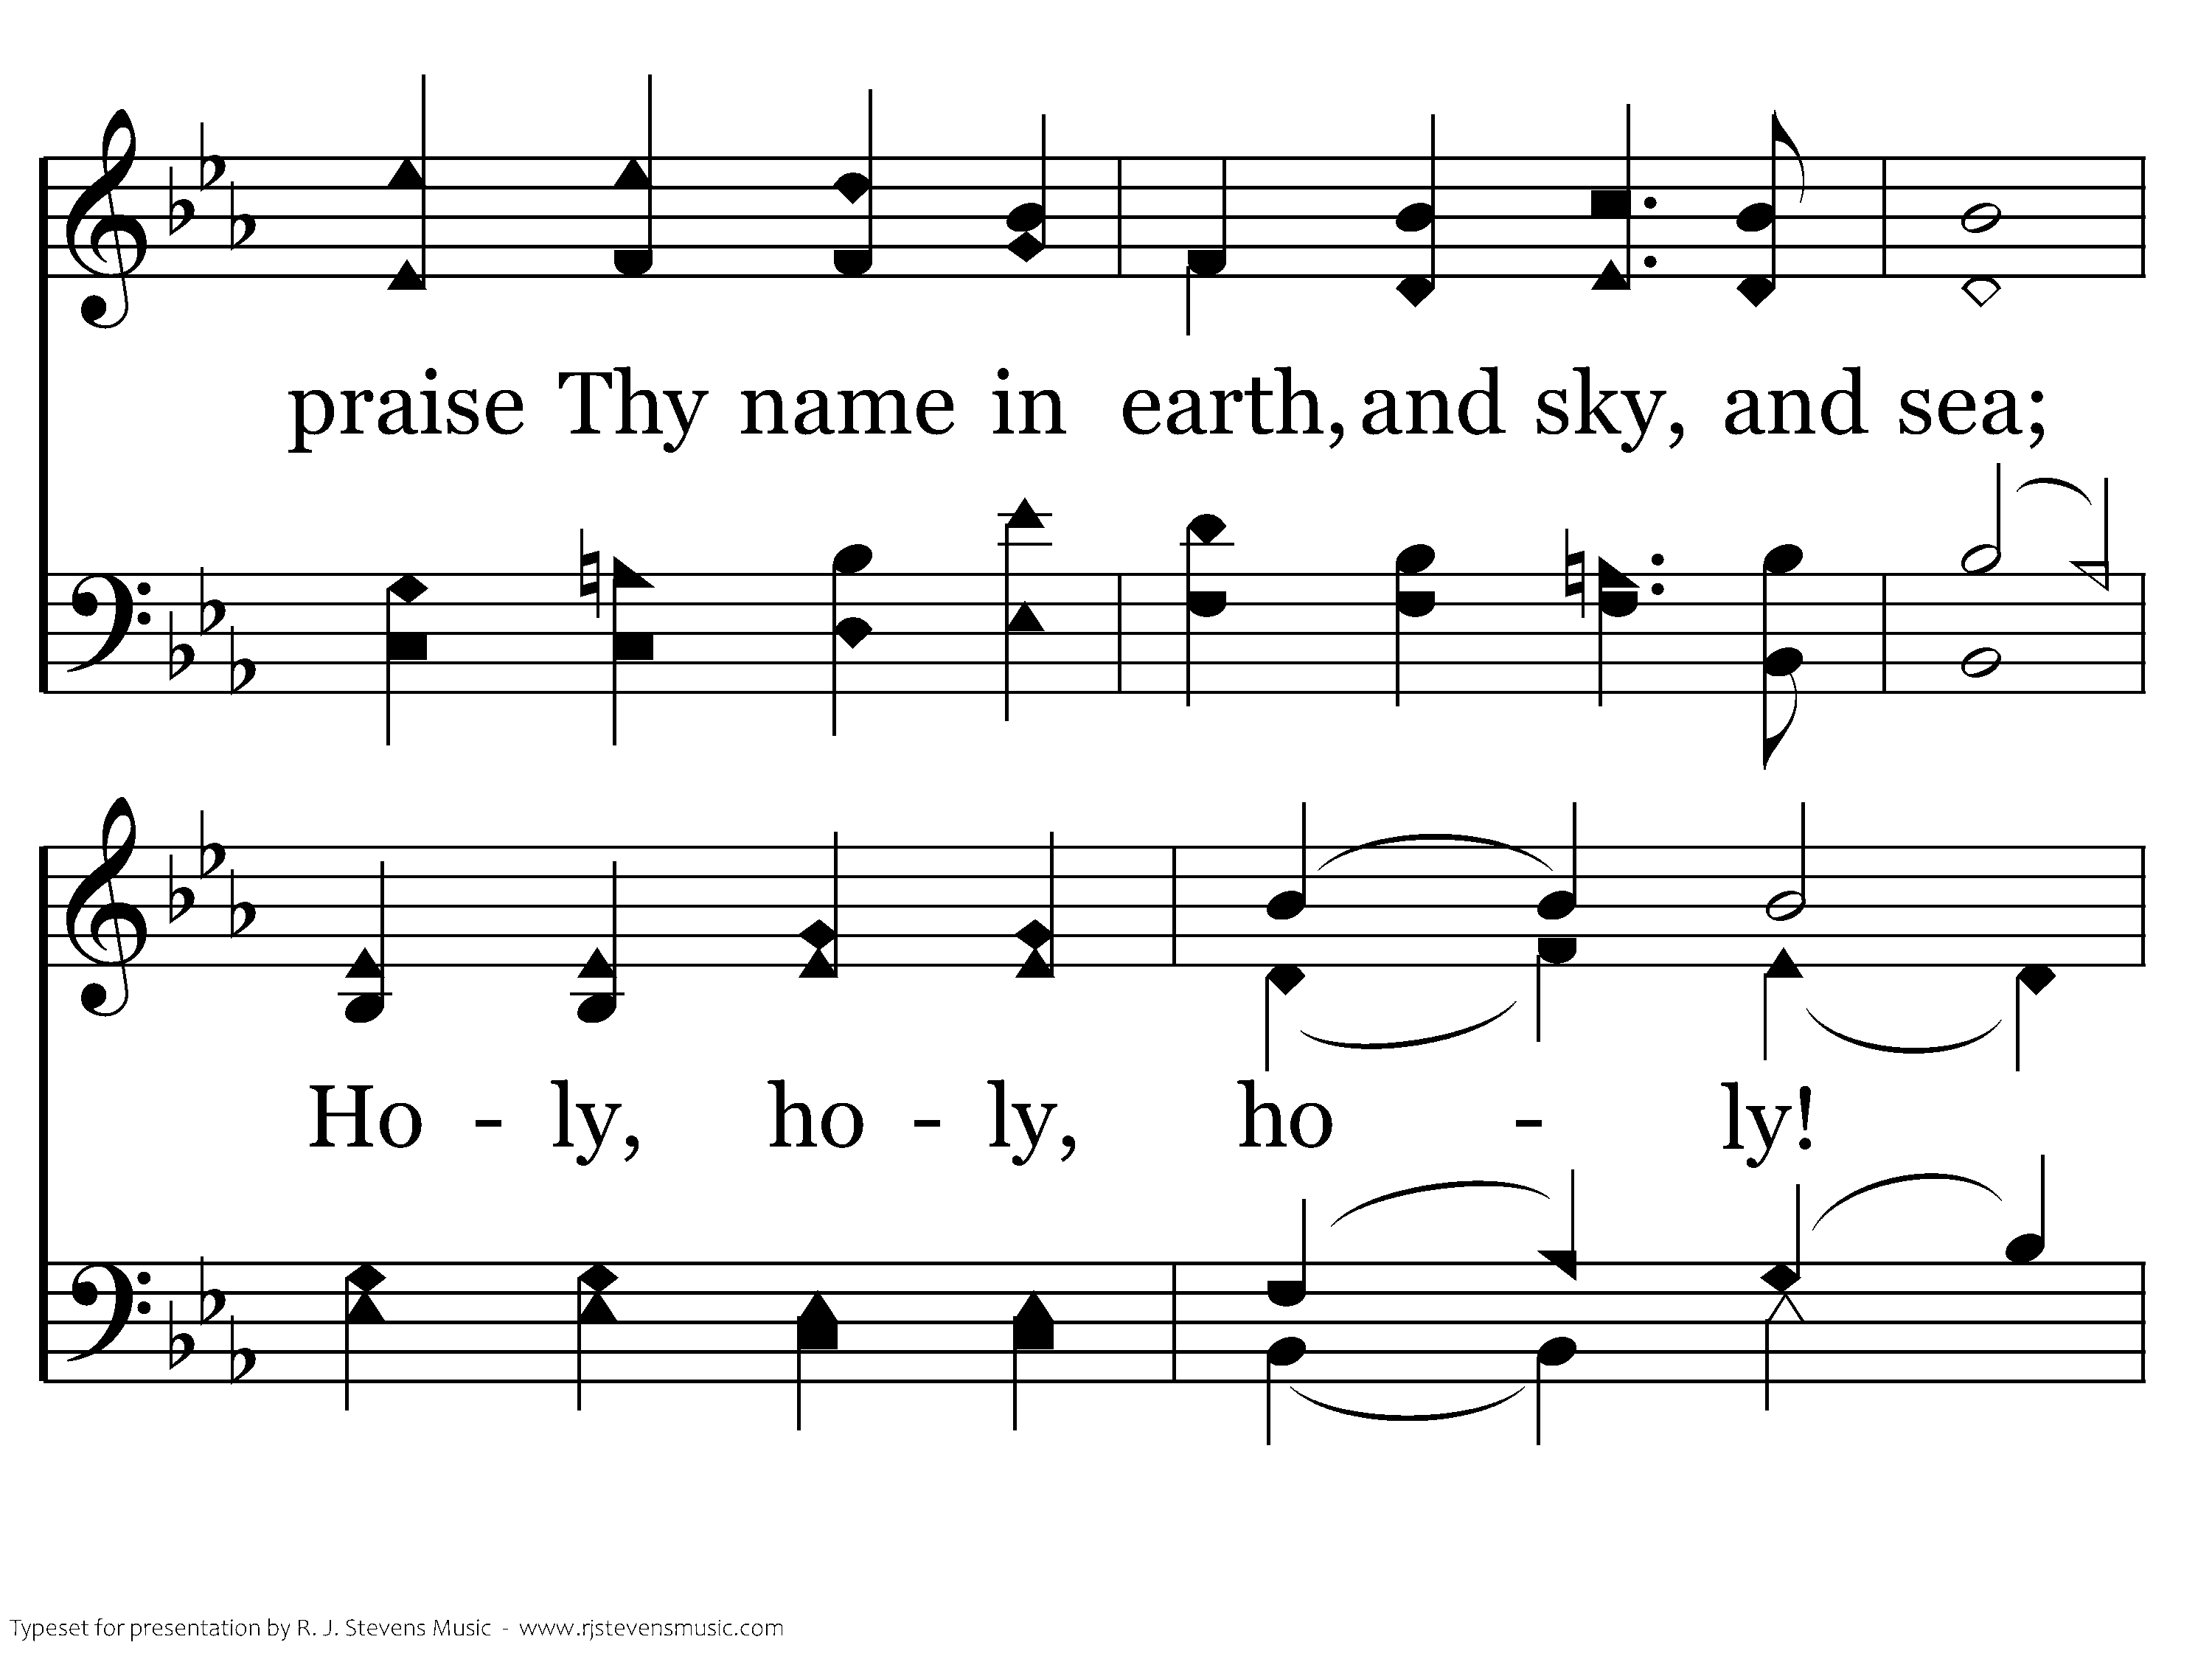 praise Thy name in earth, and sky, and sea;
Ho - ly, ho - ly, ho - ly!
Typeset for presentation by R. J. Stevens Music - www.rjstevensmusic.com